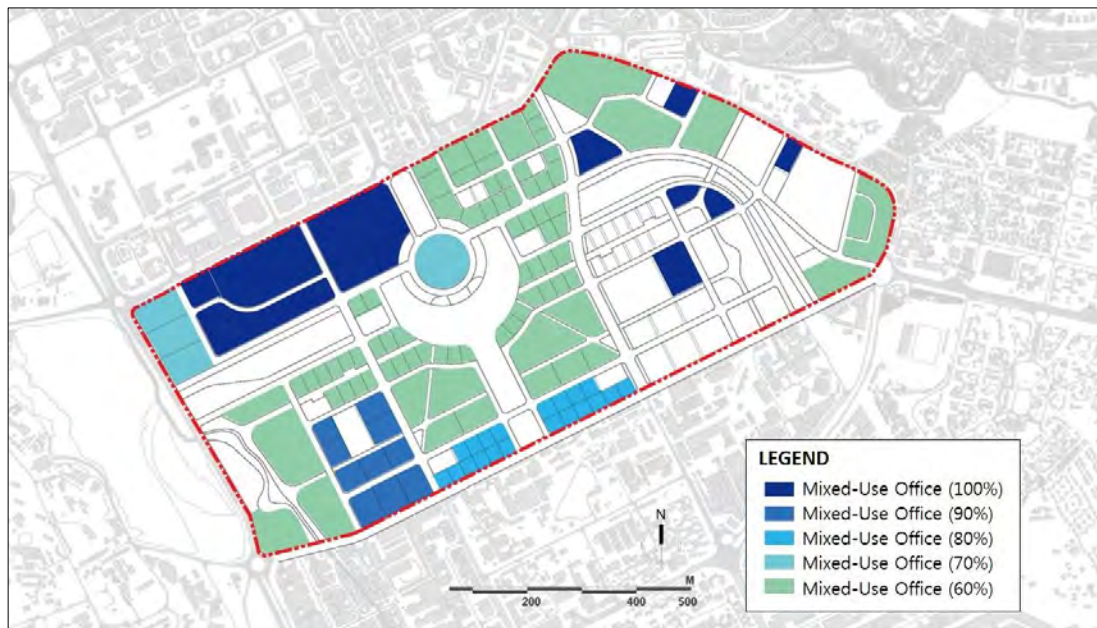 LEGEND
Mixed-Use Office (100%)
Mixed-Use Office (90%)
Mixed-Use Office (80%)
Mixed-Use Office (70%)
Mixed-Use Office (60%)
N
M
200 400 500